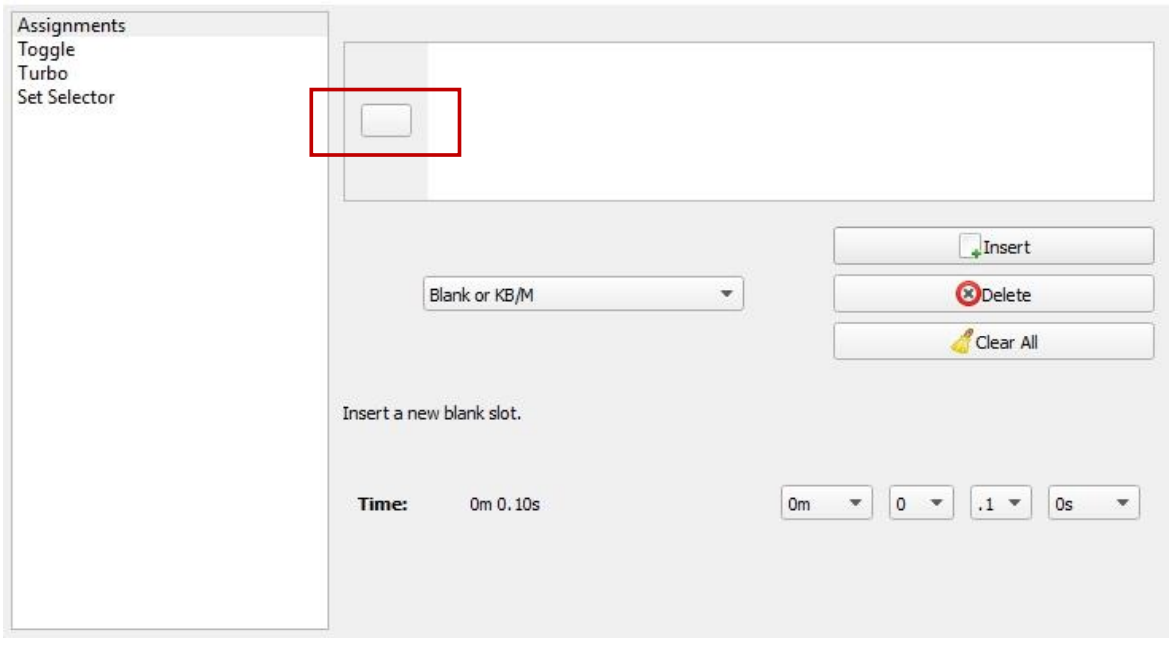 Assignments
Toggle
Turbo
Set Selector
Insert
Blank or KB/M
Delete
Clear All
Insert a new blank slot.
Time: 0m 0.10s 0m 0 .1 0s